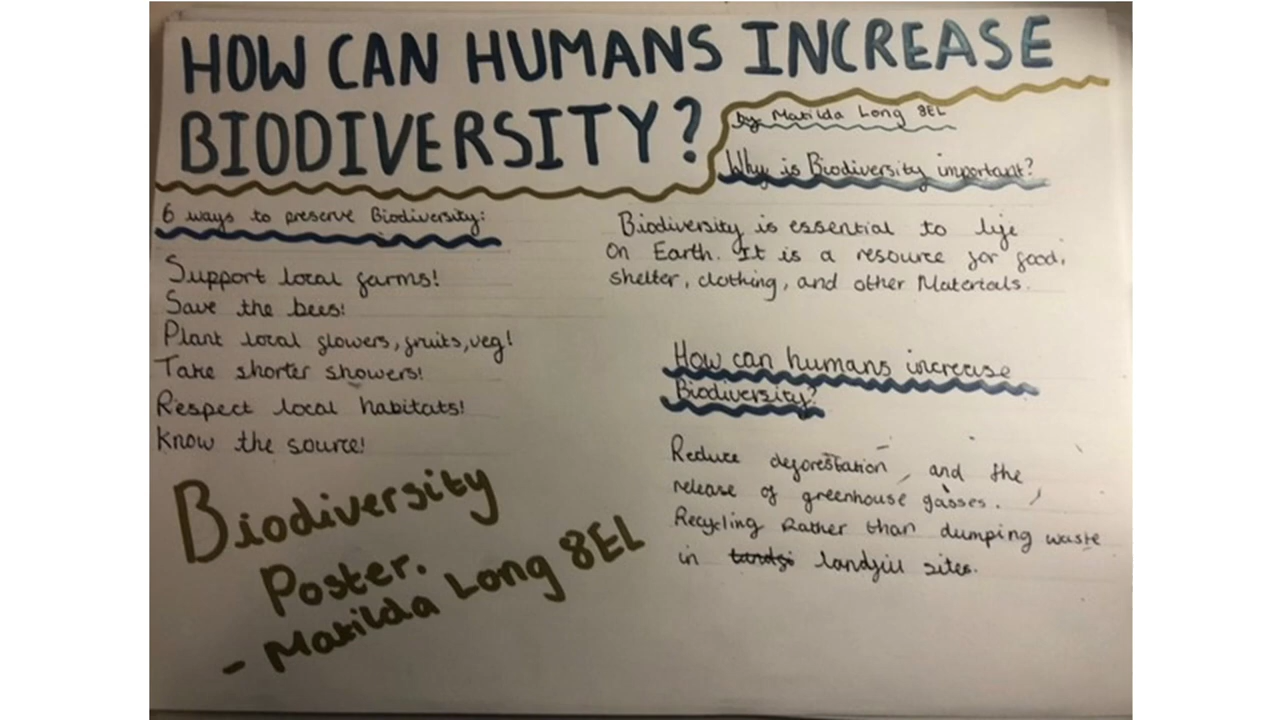 HOW CAN HUMANS INCREASE
BIODIVERSITY?
by Matilda Long 8EL
Why is Biodiversity important?
6 ways to preserve Biodiversity:
Support local farms!
Save the bees!
Plant local flowers, fruits, veg!
Take shorter showers!
Respect local habitats!
Know the source!
Biodiversity is essential to life
on Earth. It is a resource for food,
shelter, clothing, and other Materials.
How can humans increase
Biodiversity?
Reduce deforestation, and the
release of greenhouse gasses.
Recycling Rather than dumping waste
in landfill sites.
Biodiversity
Poster.
- Matilda Long 8EL